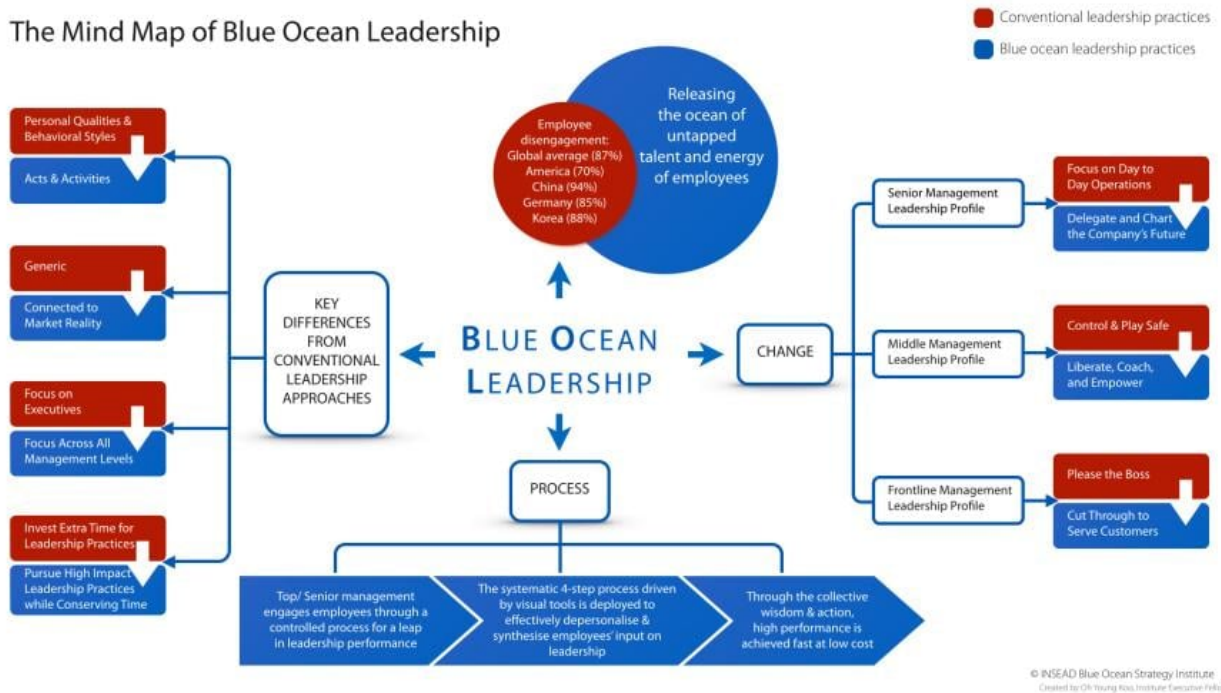 The Mind Map of Blue Ocean Leadership
Conventional leadership practices
Blue ocean leadership practices
Personal Qualities &
Behavioral Styles
Acts & Activities
Generic
Connected to
Market Reality
Focus on
Executives
Focus Across All
Management Levels
Invest Extra Time for
Leadership Practices
Pursue High Impact
Leadership Practices
while Conserving Time
KEY
DIFFERENCES
FROM
CONVENTIONAL
LEADERSHIP
APPROACHES
Employee
disengagement:
Global average (87%)
America (70%)
China (94%)
Germany (85%)
Korea (88%)
Releasing
the ocean of
untapped
talent and energy
of employees
BLUE OCEAN
LEADERSHIP
CHANGE
Senior Management
Leadership Profile
Focus on Day to
Day Operations
Delegate and Chart
the Company's Future
Middle Management
Leadership Profile
Control & Play Safe
Liberate, Coach,
and Empower
Frontline Management
Leadership Profile
Please the Boss
Cut Through to
Serve Customers
PROCESS
Top/ Senior management
engages employees through a
controlled process for a leap
in leadership performance
The systematic 4-step process driven
by visual tools is deployed to
effectively depersonalise &
synthesise employees' input on
leadership
Through the collective
wisdom & action,
high performance is
achieved fast at low cost
© INSEAD Blue Ocean Strategy Institute
Created by: Oh Young Koo, Institute Executive Fellow